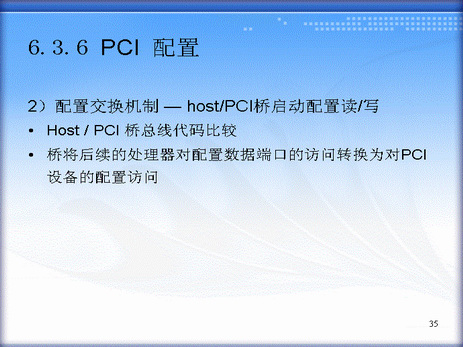 6.3.6 PCI 配置
2）配置交换机制 — host/PCI桥启动配置读/写
• Host / PCI 桥总线代码比较
• 桥将后续的处理器对配置数据端口的访问转换为对PCI
设备的配置访问
35